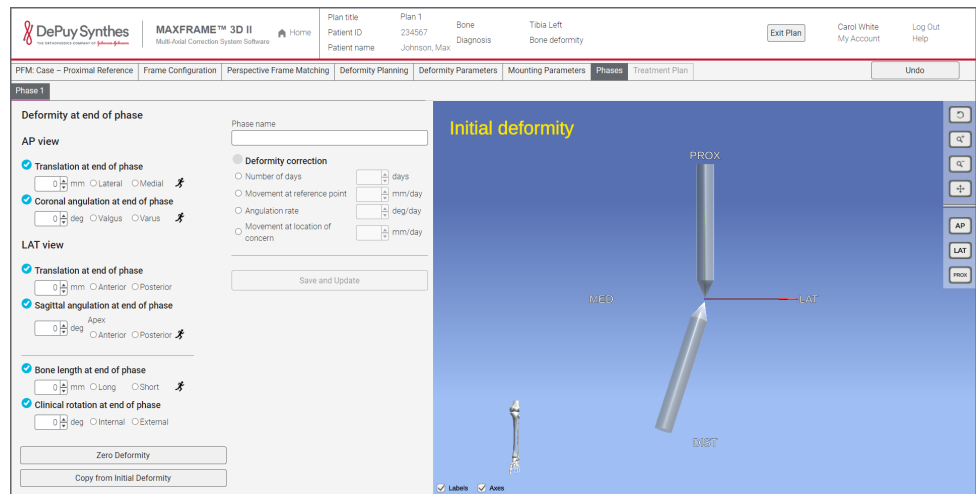 DePuy Synthes
THE ORTHOPAEDICS COMPANY OF Johnson & Johnson
MAXFRAME™ 3D II
Multi-Axial Correction System Software
Home
Plan title Plan 1
Patient ID 234567
Patient name Johnson, Max
Bone Tibia Left
Diagnosis Bone deformity
Exit Plan
Carol White
My Account
Log Out
Help
PFM: Case – Proximal Reference Frame Configuration Perspective Frame Matching Deformity Planning Deformity Parameters Mounting Parameters Phases Treatment Plan Undo
Phase 1
Deformity at end of phase
AP view
Translation at end of phase
0 mm Lateral Medial
Coronal angulation at end of phase
0 deg Valgus Varus
LAT view
Translation at end of phase
0 mm Anterior Posterior
Sagittal angulation at end of phase
Apex
0 deg Anterior Posterior
Bone length at end of phase
0 mm Long Short
Clinical rotation at end of phase
0 deg Internal External
Zero Deformity
Copy from Initial Deformity
Phase name
Deformity correction
Number of days days
Movement at reference point mm/day
Angulation rate deg/day
Movement at location of
concern mm/day
Save and Update
Initial deformity
PROX
MED
LAT
DIST
Labels Axes
AP
LAT
PROX